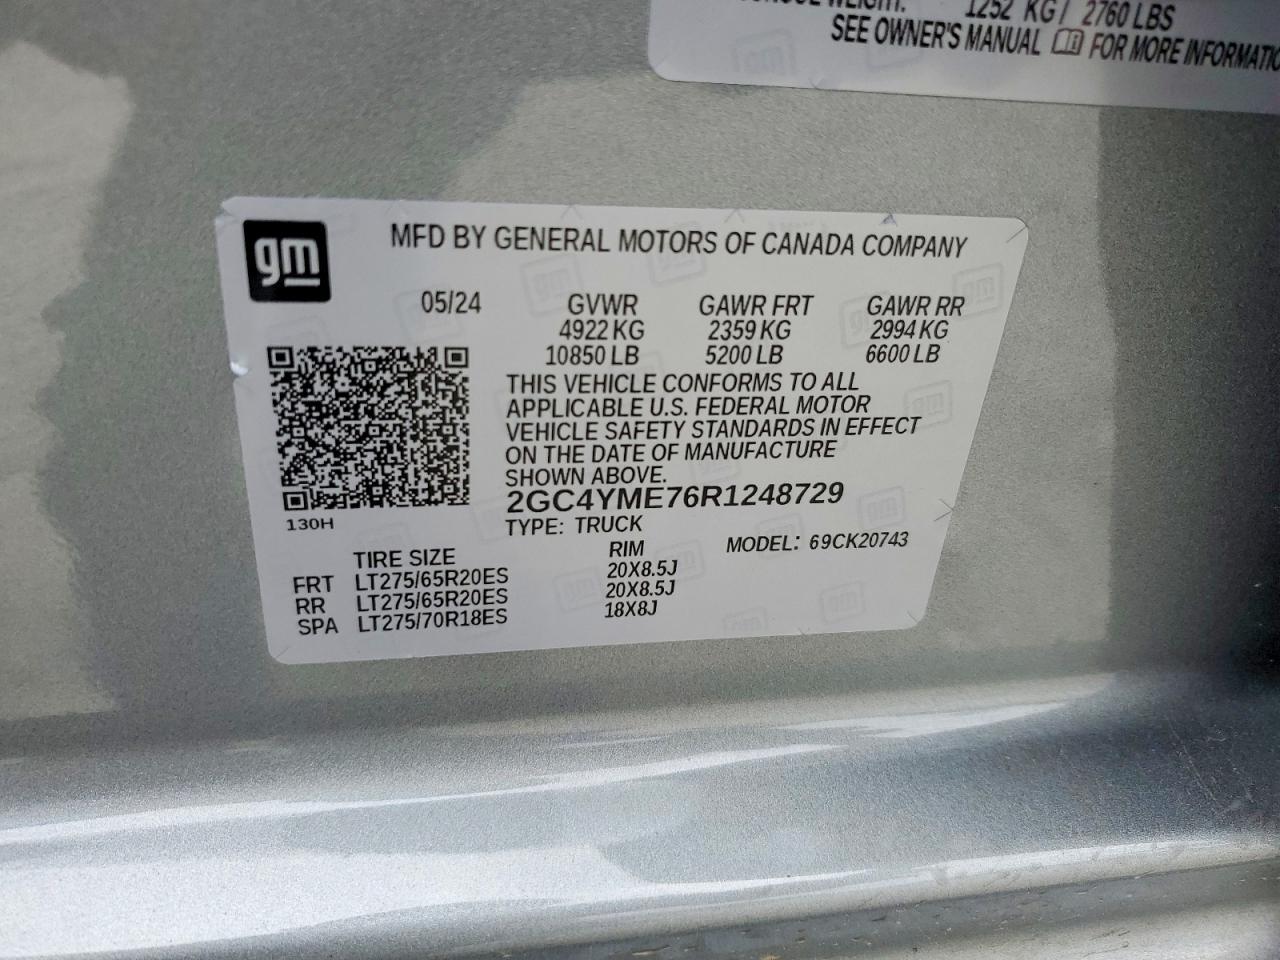 1252 KG / 2760 LBS
SEE OWNER'S MANUAL FOR MORE INFORMATIO
gm
MFD BY GENERAL MOTORS OF CANADA COMPANY
05/24 GVWR GAWR FRT GAWR RR
4922 KG 2359 KG 2994 KG
10850 LB 5200 LB 6600 LB
THIS VEHICLE CONFORMS TO ALL
APPLICABLE U.S. FEDERAL MOTOR
VEHICLE SAFETY STANDARDS IN EFFECT
ON THE DATE OF MANUFACTURE
SHOWN ABOVE.
2GC4YME76R1248729
130H
TYPE: TRUCK
TIRE SIZE RIM MODEL: 69CK20743
FRT LT275/65R20ES 20X8.5J
RR LT275/65R20ES 20X8.5J
SPA LT275/70R18ES 18X8J